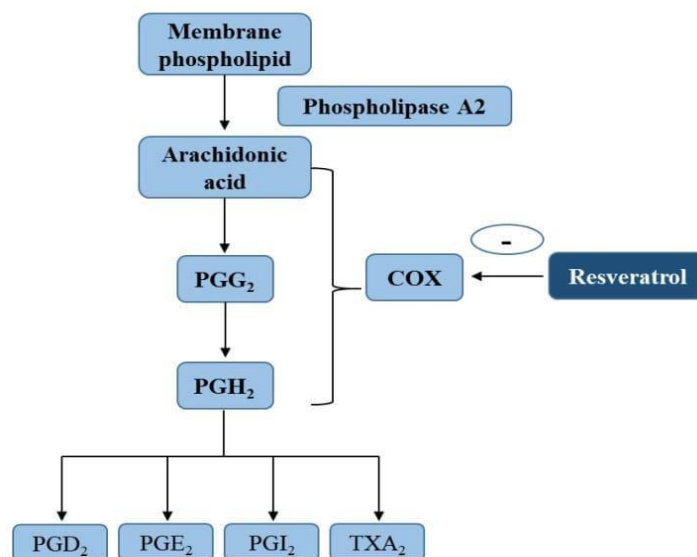 Membrane
phospholipid
Phospholipase A2
Arachidonic
acid
-
PGG₂
COX
Resveratrol
PGH₂
PGD₂
PGE₂
PGI₂
TXA₂